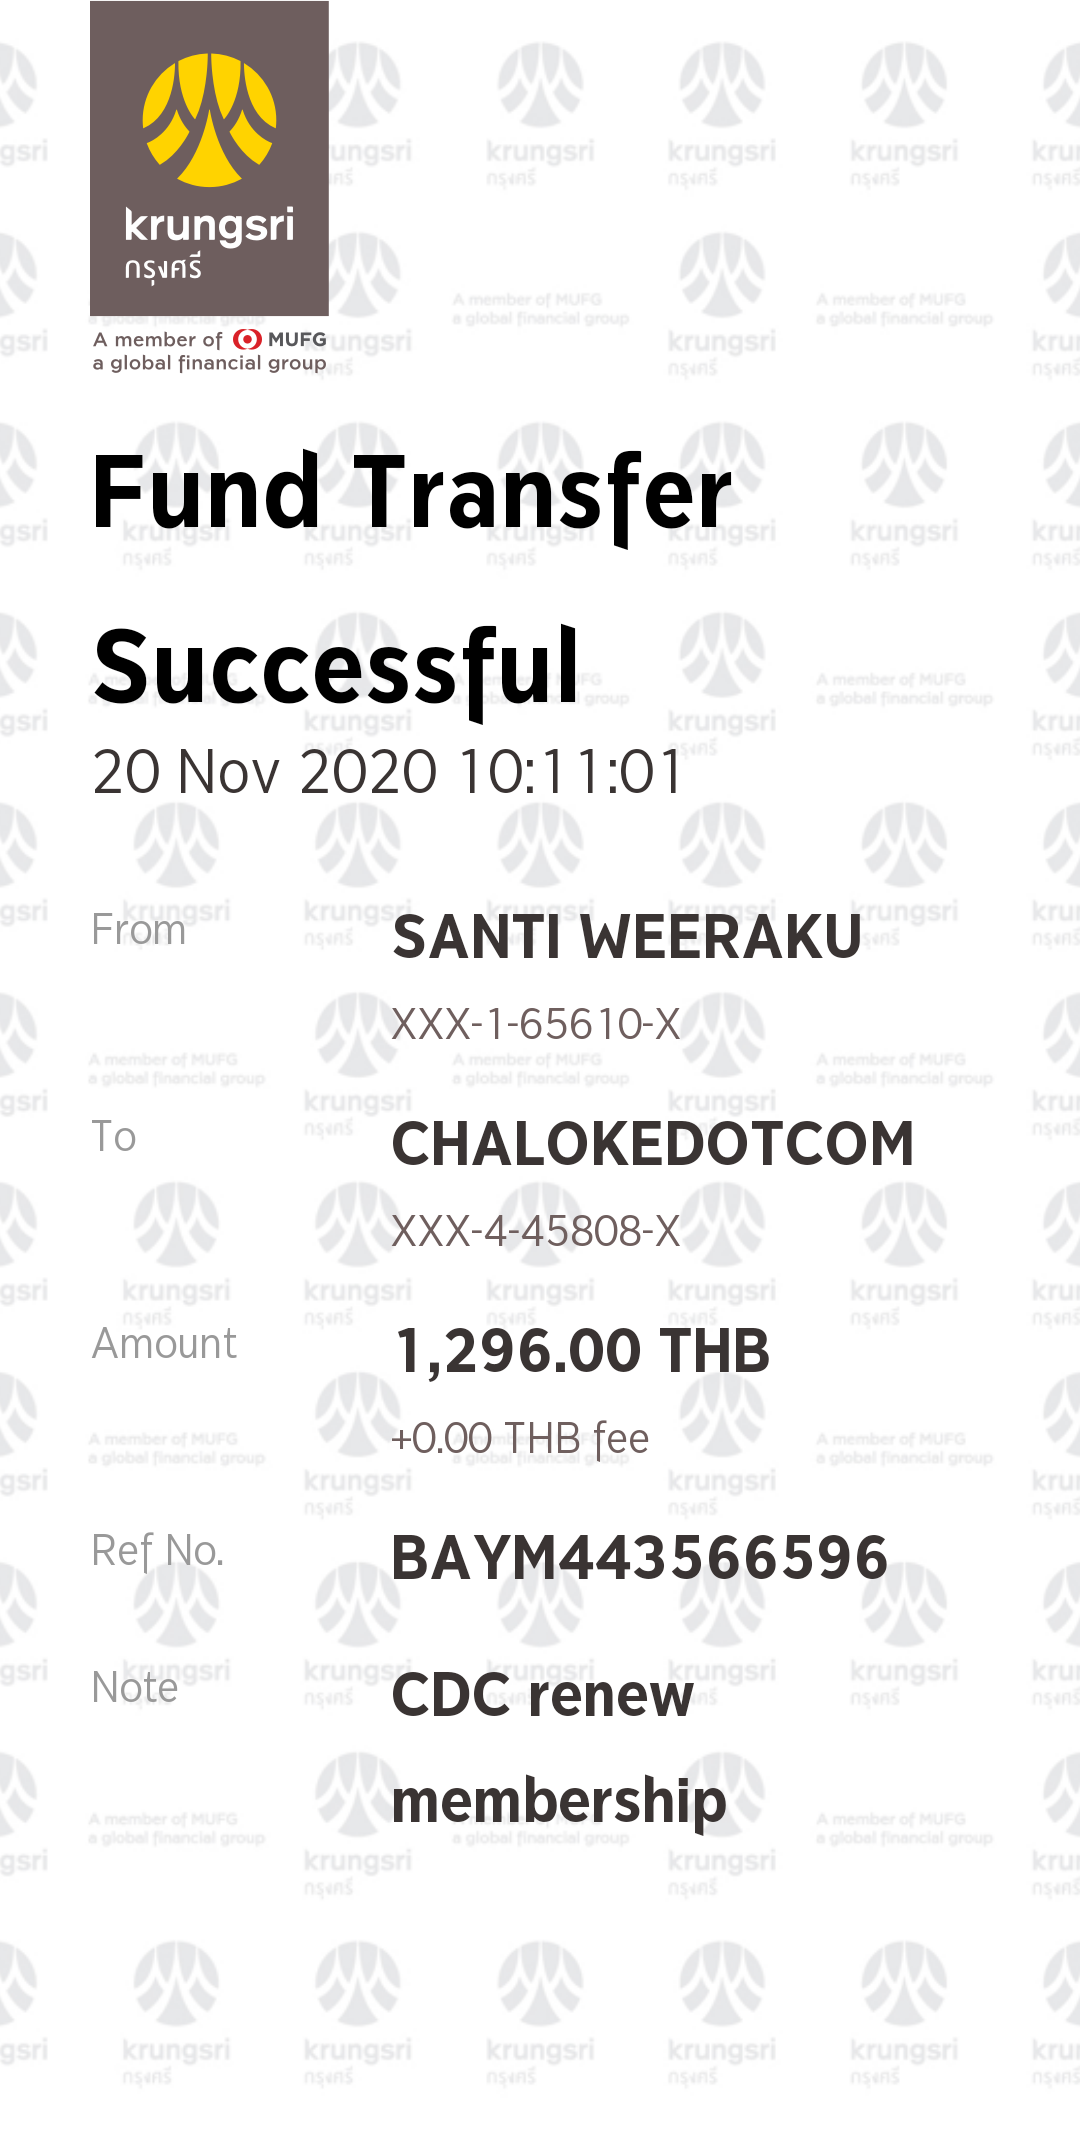 krungsri
กรุงศรี
A member of MUFG
a global financial group
Fund Transfer
Successful
20 Nov 2020 10:11:01
From
SANTI WEERAKU
XXX-1-65610-X
To
CHALOKEDOTCOM
XXX-4-45808-X
Amount
1,296.00 THB
+0.00 THB fee
Ref No.
BAYM443566596
Note
CDC renew
membership